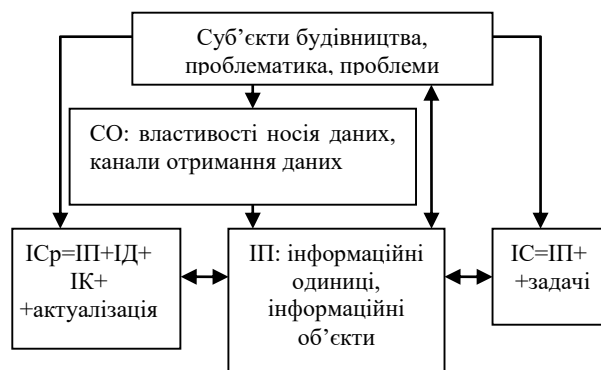 Суб’єкти будівництва,
проблематика, проблеми
СО: властивості носія даних,
канали отримання даних
ІСр=ІП+ІД+
ІК+
+актуалізація
ІП: інформаційні
одиниці,
інформаційні
об’єкти
ІС=ІП+
+задачі